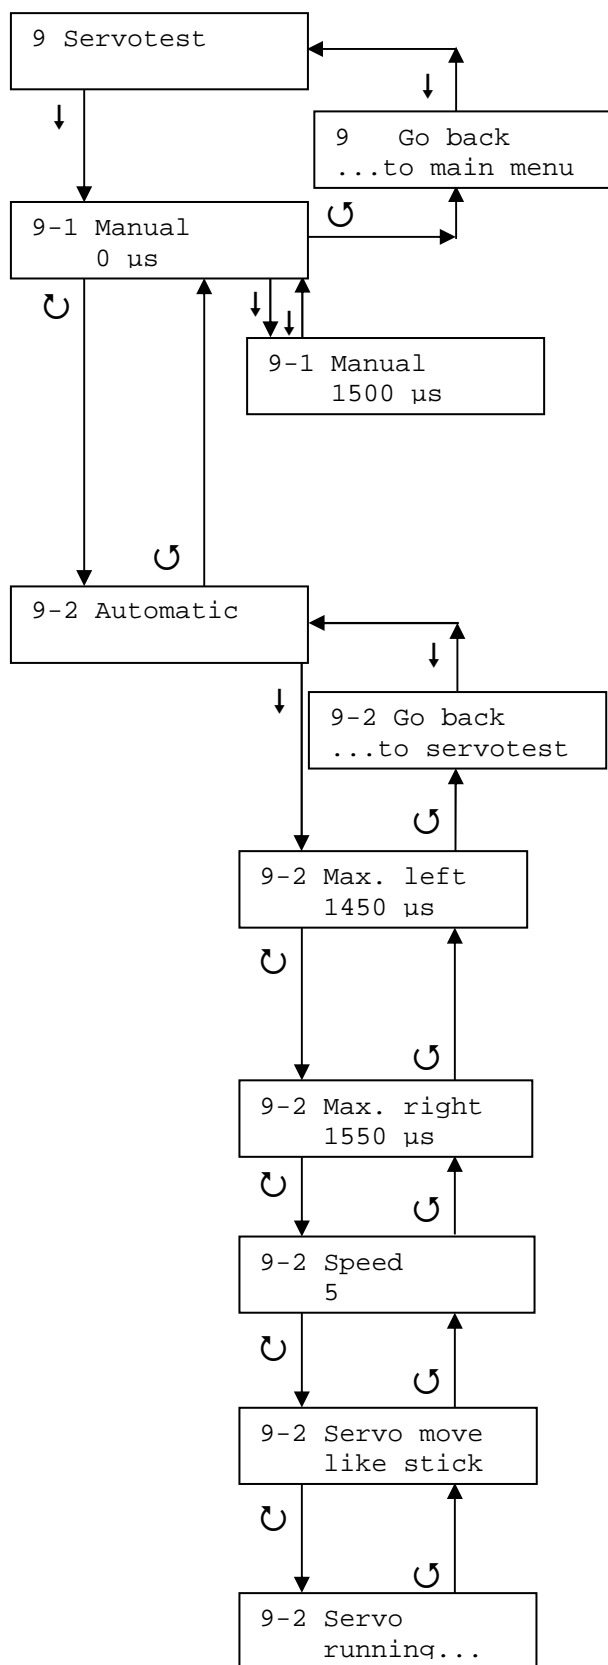 9 Servotest
9   Go back
...to main menu
9-1 Manual
0 µs
9-1 Manual
1500 µs
9-2 Automatic
9-2 Go back
...to servotest
9-2 Max. left
1450 µs
9-2 Max. right
1550 µs
9-2 Speed
5
9-2 Servo move
like stick
9-2 Servo
running...